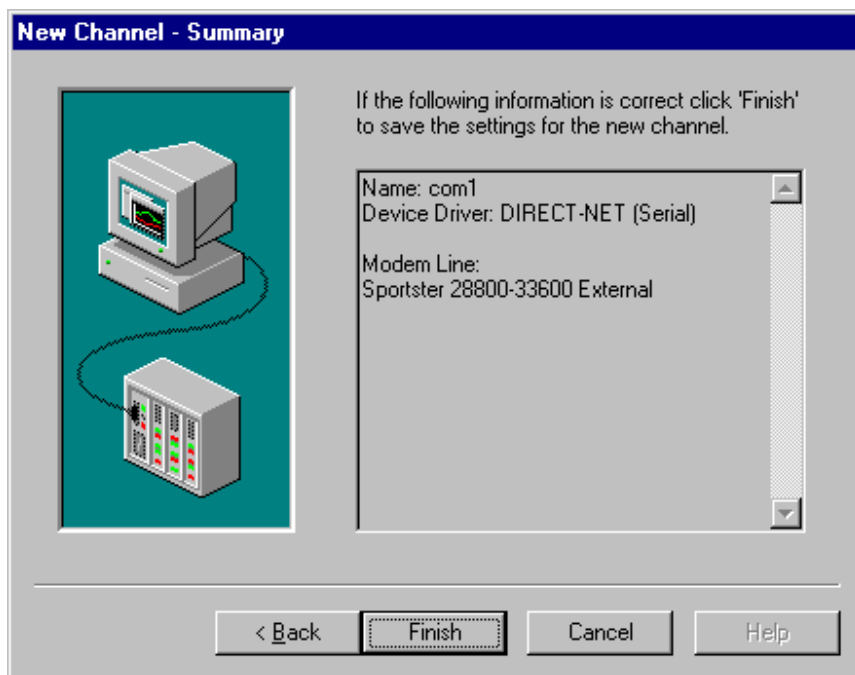 New Channel - Summary
If the following information is correct click 'Finish'
to save the settings for the new channel.
Name: com1
Device Driver: DIRECT-NET (Serial)
Modem Line:
Sportster 28800-33600 External
< Back
Finish
Cancel
Help